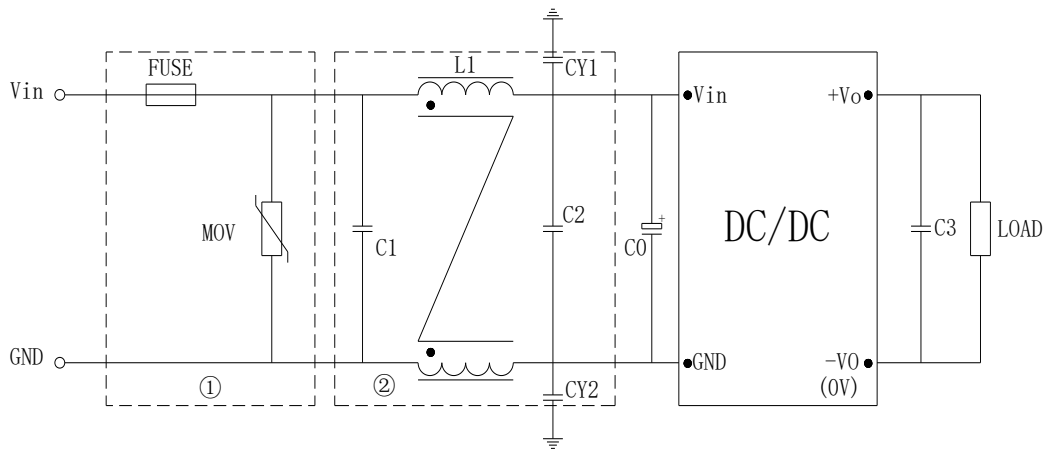 FUSE
L1
CY1
Vin
Vin
+Vo
MOV
C1
C2
+
C0
DC/DC
C3
LOAD
GND
GND
-VO
(0V)
①
②
CY2